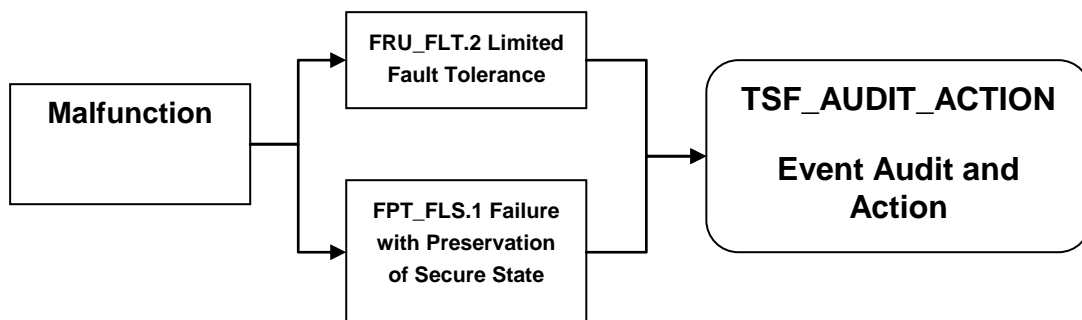 Malfunction
FRU_FLT.2 Limited
Fault Tolerance
FPT_FLS.1 Failure
with Preservation
of Secure State
TSF_AUDIT_ACTION
Event Audit and
Action